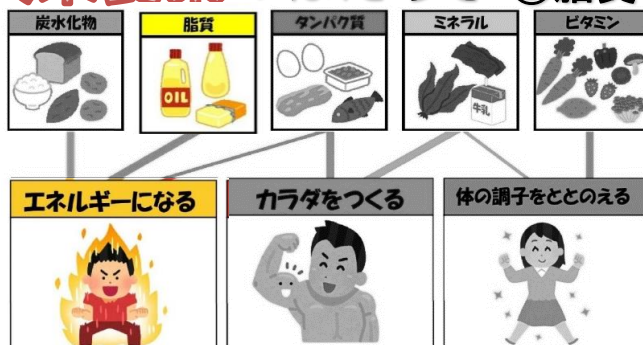 炭水化物
脂質
タンパク質
ミネラル
ビタミン
OIL
牛乳
エネルギーになる
カラダをつくる
体の調子をととのえる